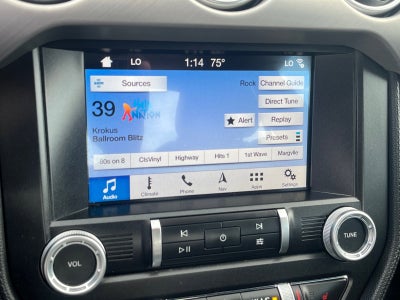 LO 1:14 75° LO
Sources
Rock Channel Guide
Direct Tune
39 NATION
Alert Replay
Krokus
Ballroom Blitz
Presets
80s on 8 ClsVinyl Highway Hits 1 1st Wave Margvlle
Audio Climate Phone Nav Apps Settings
VOL
TUNE